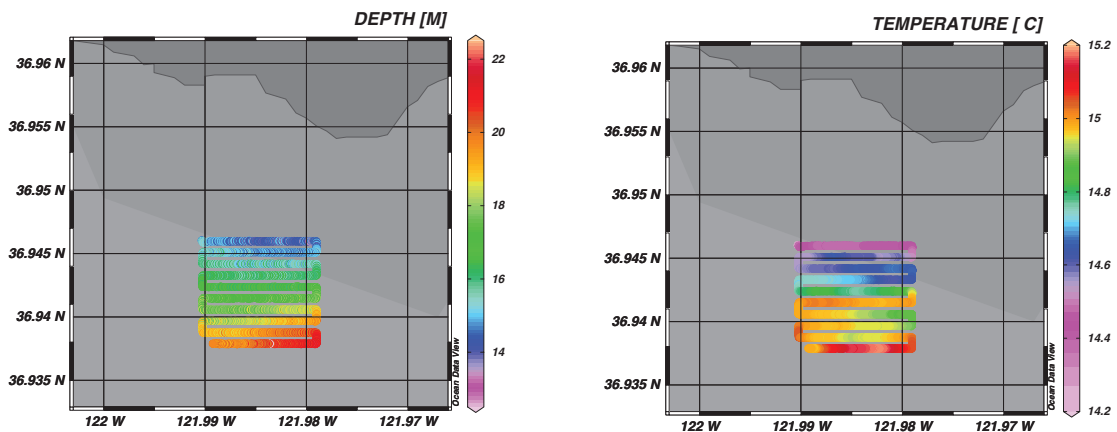 DEPTH [M]
36.96 N
36.955 N
36.95 N
36.945 N
36.94 N
36.935 N
122 W
121.99 W
121.98 W
121.97 W
22
20
18
16
14
Ocean Data View
TEMPERATURE [ C]
36.96 N
36.955 N
36.95 N
36.945 N
36.94 N
36.935 N
122 W
121.99 W
121.98 W
121.97 W
15.2
15
14.8
14.6
14.4
14.2
Ocean Data View